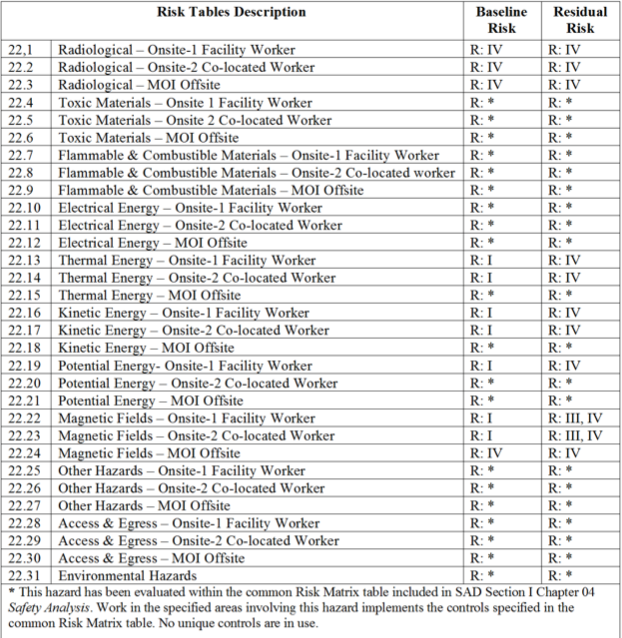 Risk Tables Description Baseline Risk Residual Risk
22,1 Radiological – Onsite-1 Facility Worker R: IV R: IV
22.2 Radiological – Onsite-2 Co-located Worker R: IV R: IV
22.3 Radiological – MOI Offsite R: IV R: IV
22.4 Toxic Materials – Onsite 1 Facility Worker R: * R: *
22.5 Toxic Materials – Onsite 2 Co-located Worker R: * R: *
22.6 Toxic Materials – MOI Offsite R: * R: *
22.7 Flammable & Combustible Materials – Onsite-1 Facility Worker R: * R: *
22.8 Flammable & Combustible Materials – Onsite-2 Co-located worker R: * R: *
22.9 Flammable & Combustible Materials – MOI Offsite R: * R: *
22.10 Electrical Energy – Onsite-1 Facility Worker R: * R: *
22.11 Electrical Energy – Onsite-2 Co-located Worker R: * R: *
22.12 Electrical Energy – MOI Offsite R: * R: *
22.13 Thermal Energy – Onsite-1 Facility Worker R: I R: IV
22.14 Thermal Energy – Onsite-2 Co-located Worker R: I R: IV
22.15 Thermal Energy – MOI Offsite R: * R: *
22.16 Kinetic Energy – Onsite-1 Facility Worker R: I R: IV
22.17 Kinetic Energy – Onsite-2 Co-located Worker R: I R: IV
22.18 Kinetic Energy – MOI Offsite R: * R: *
22.19 Potential Energy- Onsite-1 Facility Worker R: I R: IV
22.20 Potential Energy – Onsite-2 Co-located Worker R: * R: *
22.21 Potential Energy – MOI Offsite R: * R: *
22.22 Magnetic Fields – Onsite-1 Facility Worker R: I R: III, IV
22.23 Magnetic Fields – Onsite-2 Co-located Worker R: I R: III, IV
22.24 Magnetic Fields – MOI Offsite R: IV R: IV
22.25 Other Hazards – Onsite-1 Facility Worker R: * R: *
22.26 Other Hazards – Onsite-2 Co-located Worker R: * R: *
22.27 Other Hazards – MOI Offsite R: * R: *
22.28 Access & Egress – Onsite-1 Facility Worker R: * R: *
22.29 Access & Egress – Onsite-2 Co-located Worker R: * R: *
22.30 Access & Egress – MOI Offsite R: * R: *
22.31 Environmental Hazards R: * R: *
* This hazard has been evaluated within the common Risk Matrix table included in SAD Section I Chapter 04
Safety Analysis. Work in the specified areas involving this hazard implements the controls specified in the
common Risk Matrix table. No unique controls are in use.